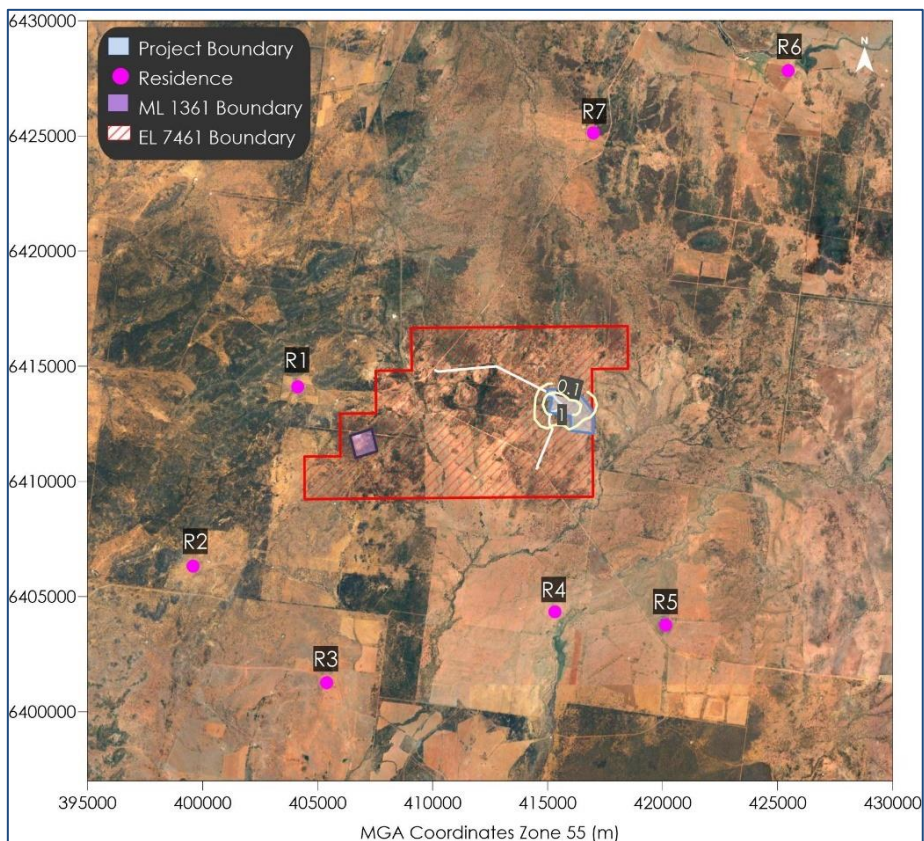 6430000
Project Boundary
Residence
ML 1361 Boundary
EL 7461 Boundary
N
R6
R7
6425000
6420000
6415000
R1
0.1
1
6410000
R2
6405000
R4
R5
R3
6400000
395000 400000 405000 410000 415000 420000 425000 430000
MGA Coordinates Zone 55 (m)